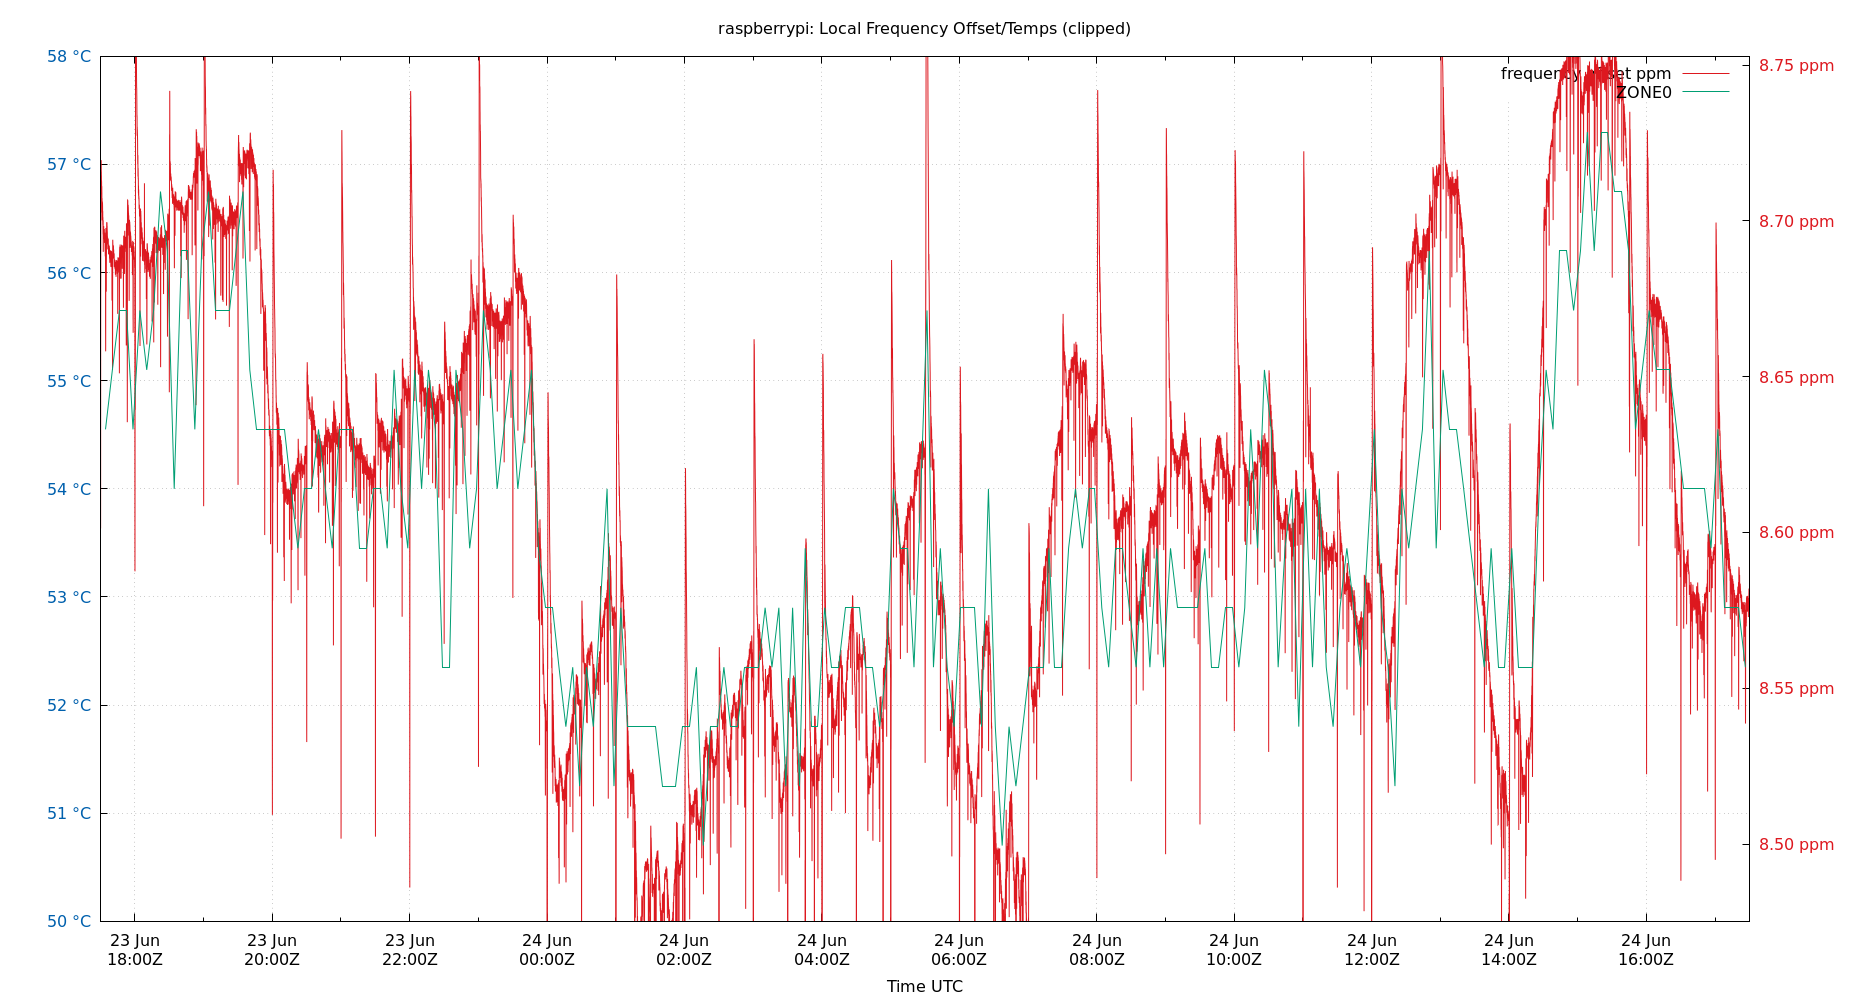 raspberrypi: Local Frequency Offset/Temps (clipped)
58 °C
57 °C
56 °C
55 °C
54 °C
53 °C
52 °C
51 °C
50 °C
8.75 ppm
8.70 ppm
8.65 ppm
8.60 ppm
8.55 ppm
8.50 ppm
frequency offset ppm
ZONE0
23 Jun 23 Jun 23 Jun 24 Jun 24 Jun 24 Jun 24 Jun 24 Jun 24 Jun 24 Jun 24 Jun 24 Jun
18:00Z 20:00Z 22:00Z 00:00Z 02:00Z 04:00Z 06:00Z 08:00Z 10:00Z 12:00Z 14:00Z 16:00Z
Time UTC